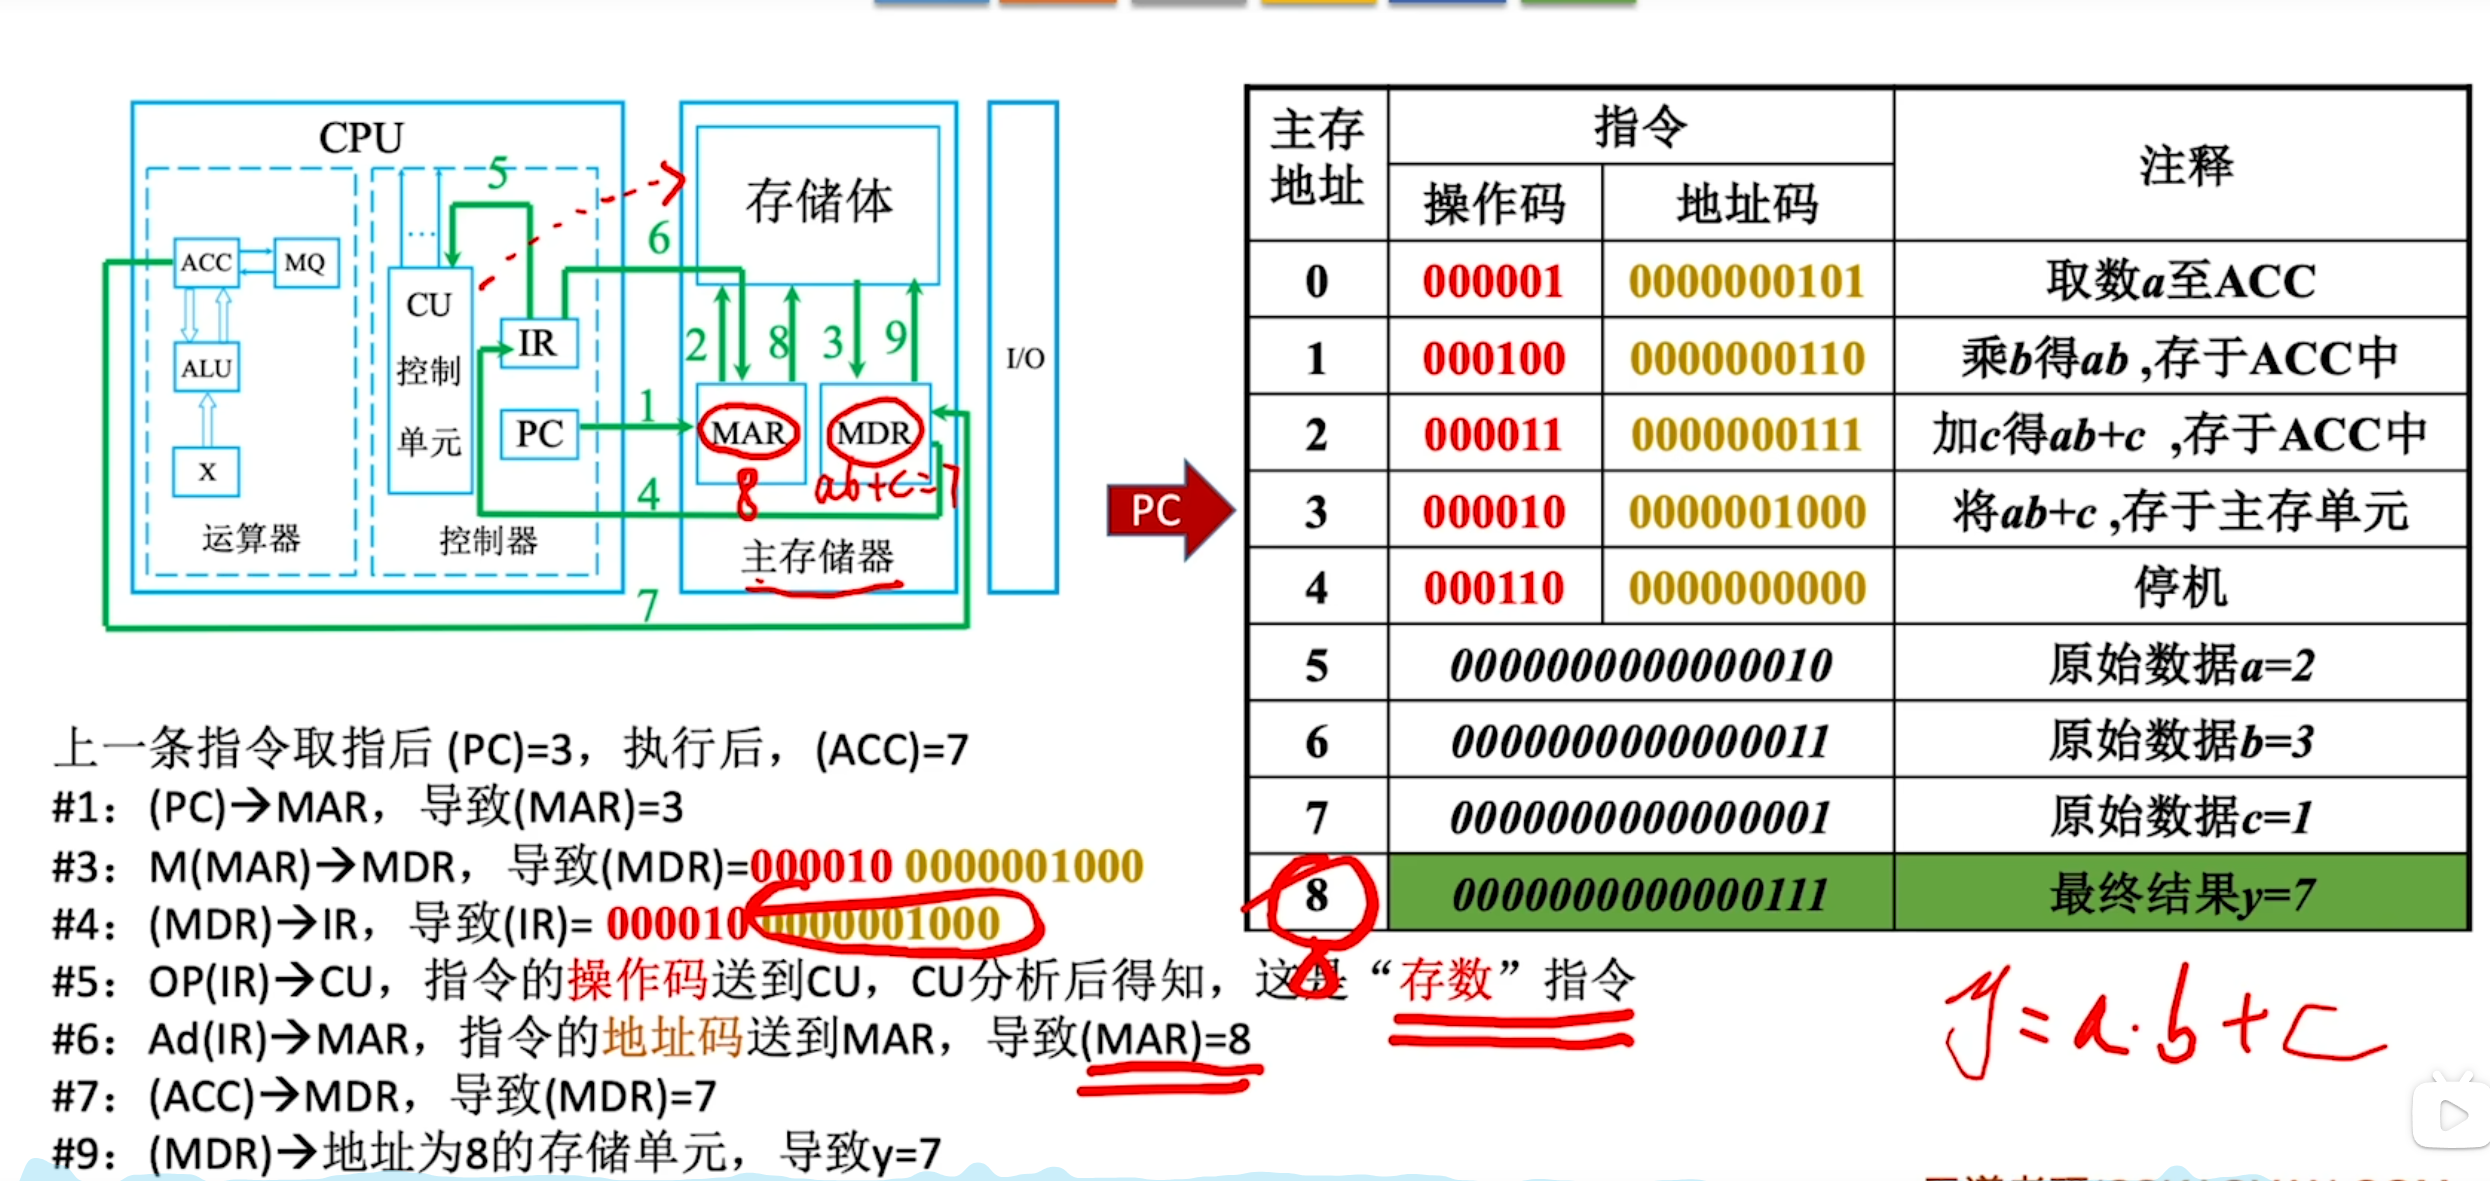 CPU
ACC
MQ
ALU
X
运算器
5
...
CU
控制
单元
IR
PC
控制器
6
1
4
7
存储体
2
8
3
9
MAR
MDR
8
ab+c=7
主存储器
I/O
PC
主存地址 指令 注释
操作码 地址码
0 000001 0000000101 取数a至ACC
1 000100 0000000110 乘b得ab ,存于ACC中
2 000011 0000000111 加c得ab+c ,存于ACC中
3 000010 0000001000 将ab+c ,存于主存单元
4 000110 0000000000 停机
5 0000000000000010 原始数据a=2
6 0000000000000011 原始数据b=3
7 0000000000000001 原始数据c=1
8 0000000000000111 最终结果y=7
8
y=a·b+c
上一条指令取指后 (PC)=3，执行后，(ACC)=7
#1：(PC)→MAR，导致(MAR)=3
#3：M(MAR)→MDR，导致(MDR)=000010 0000001000
#4：(MDR)→IR，导致(IR)= 000010 0000001000
#5：OP(IR)→CU，指令的操作码送到CU，CU分析后得知，这是“存数”指令
#6：Ad(IR)→MAR，指令的地址码送到MAR，导致(MAR)=8
#7：(ACC)→MDR，导致(MDR)=7
#9：(MDR)→地址为8的存储单元，导致y=7